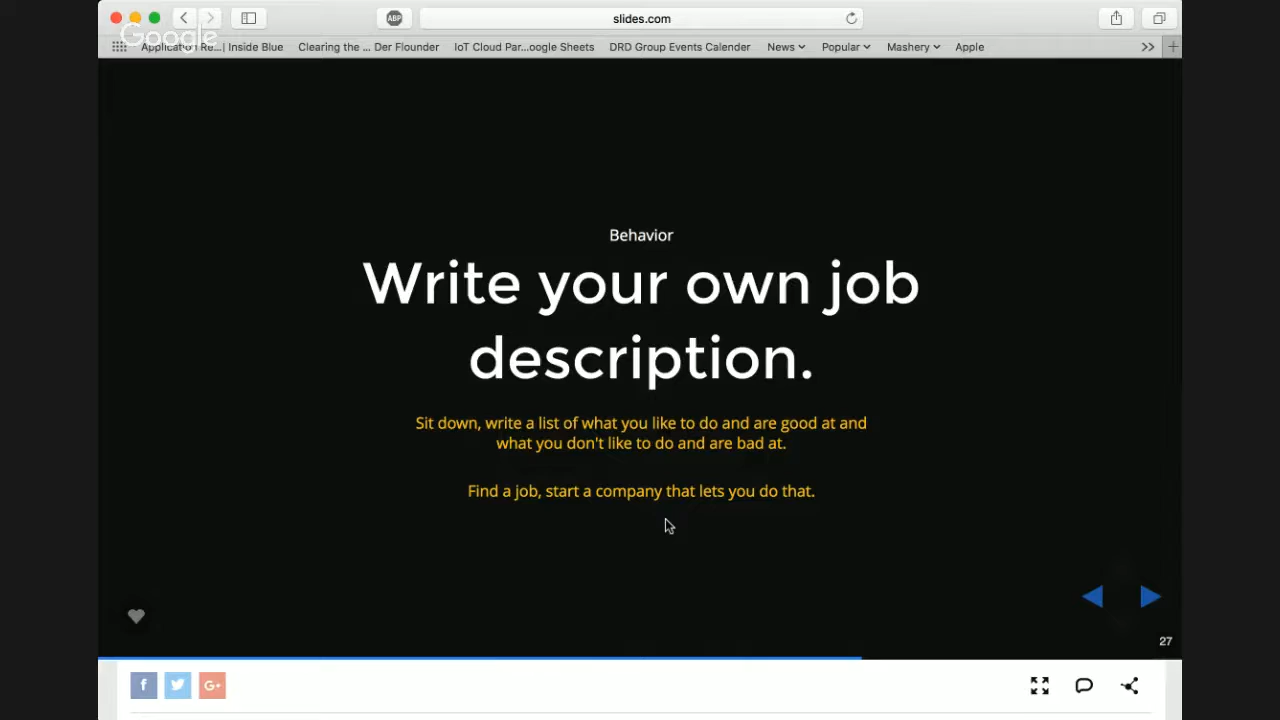 slides.com
Google
Inside Blue
Clearing the ... Der Flounder
IoT Cloud Par...oogle Sheets
DRD Group Events Calender
News
Popular
Mashery
Apple
ABP
Behavior
Write your own job
description.
Sit down, write a list of what you like to do and are good at and
what you don't like to do and are bad at.
Find a job, start a company that lets you do that.
27
f
G+